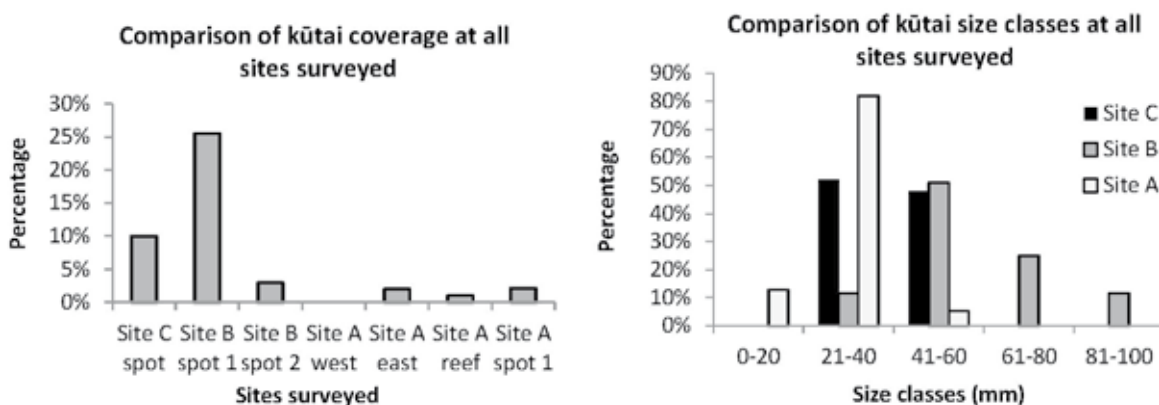 Comparison of kūtai coverage at all
sites surveyed
30%
25%
20%
15%
10%
5%
0%
Percentage
Site C Site B Site B Site A Site A Site A Site A
spot spot 1 spot 2 west east reef spot 1
Sites surveyed
Comparison of kūtai size classes at all
sites surveyed
90%
80%
70%
60%
50%
40%
30%
20%
10%
0%
Percentage
Site C
Site B
Site A
0-20 21-40 41-60 61-80 81-100
Size classes (mm)